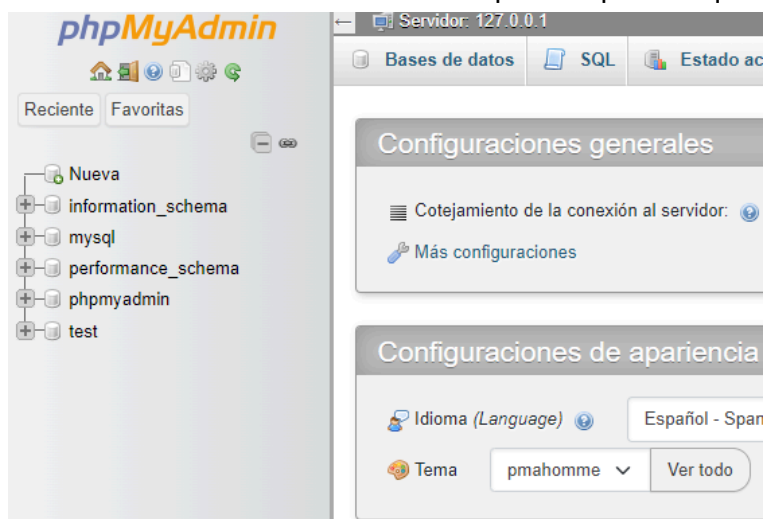 phpMyAdmin
Reciente Favoritas
Nueva
information_schema
mysql
performance_schema
phpmyadmin
test
Servidor: 127.0.0.1
Bases de datos SQL Estado ac
Configuraciones generales
Cotejamiento de la conexión al servidor:
Más configuraciones
Configuraciones de apariencia
Idioma (Language) Español - Span
Tema pmahomme Ver todo